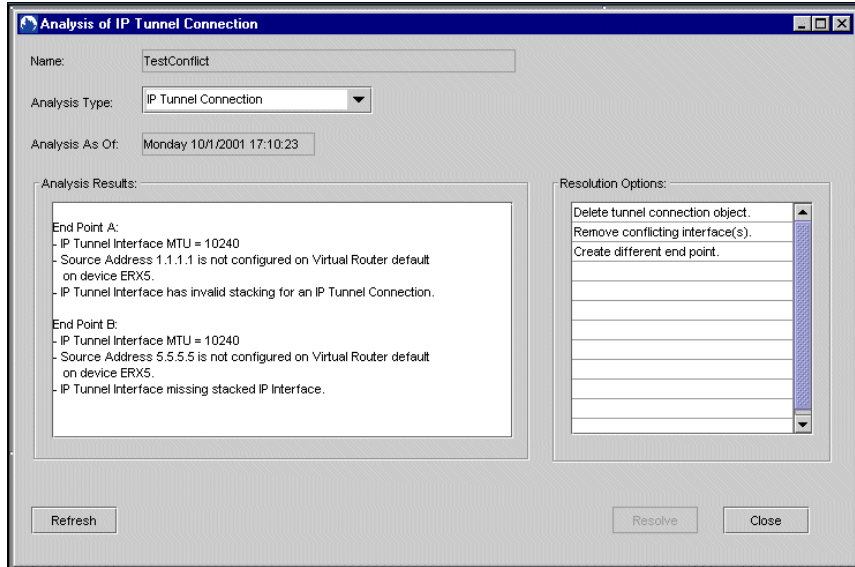 Analysis of IP Tunnel Connection
Name: TestConflict
Analysis Type: IP Tunnel Connection
Analysis As Of: Monday 10/1/2001 17:10:23
Analysis Results:
End Point A:
- IP Tunnel Interface MTU = 10240
- Source Address 1.1.1.1 is not configured on Virtual Router default
on device ERX5.
- IP Tunnel Interface has invalid stacking for an IP Tunnel Connection.
End Point B:
- IP Tunnel Interface MTU = 10240
- Source Address 5.5.5.5 is not configured on Virtual Router default
on device ERX5.
- IP Tunnel Interface missing stacked IP Interface.
Resolution Options:
Delete tunnel connection object.
Remove conflicting interface(s).
Create different end point.
Refresh
Resolve
Close